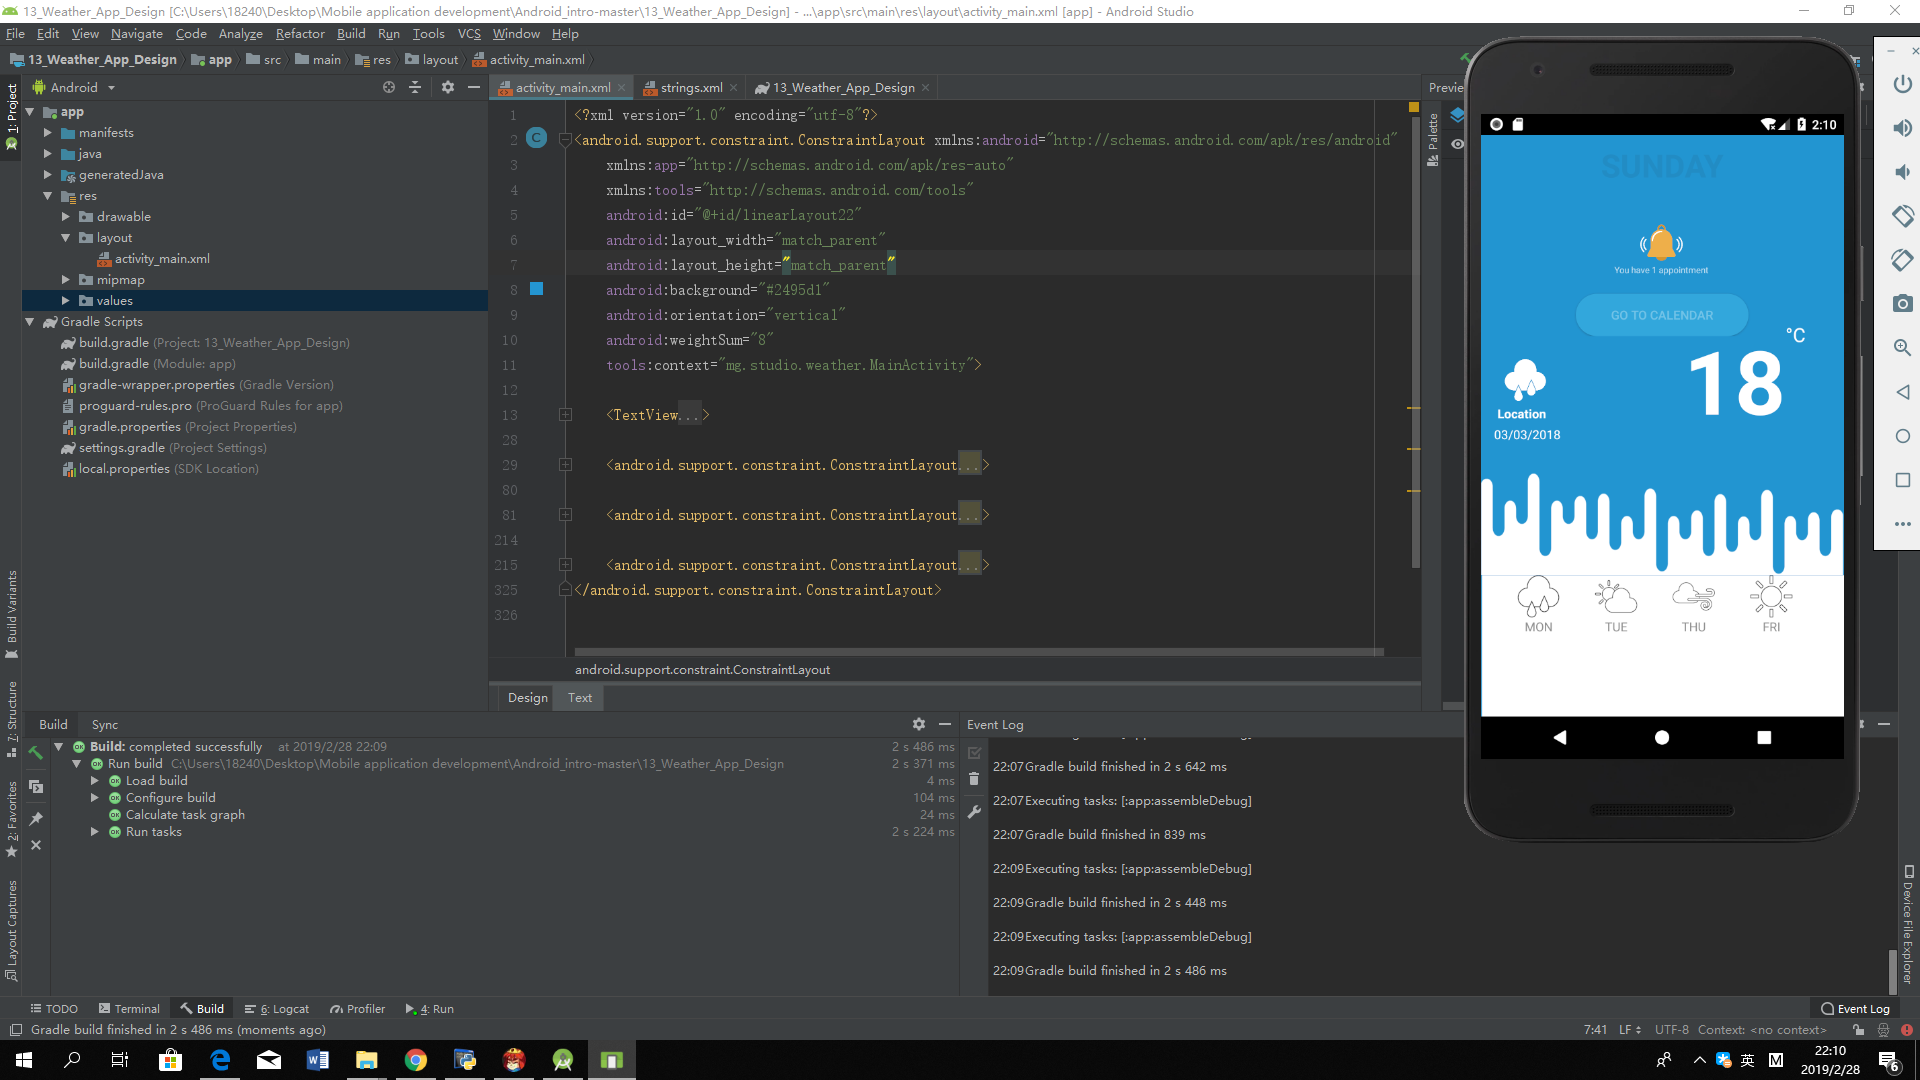 13_Weather_App_Design [C:\Users\18240\Desktop\Mobile application development\Android_intro-master\13_Weather_App_Design] - ...\app\src\main\res\layout\activity_main.xml [app] - Android Studio
File Edit View Navigate Code Analyze Refactor Build Run Tools VCS Window Help
13_Weather_App_Design app src main res layout activity_main.xml
Android
activity_main.xml strings.xml 13_Weather_App_Design
1: Project
app
manifests
java
generatedJava
res
drawable
layout
activity_main.xml
mipmap
values
Gradle Scripts
build.gradle (Project: 13_Weather_App_Design)
build.gradle (Module: app)
gradle-wrapper.properties (Gradle Version)
proguard-rules.pro (ProGuard Rules for app)
gradle.properties (Project Properties)
settings.gradle (Project Settings)
local.properties (SDK Location)
Build Variants
7: Structure
2: Favorites
Layout Captures
1 <?xml version="1.0" encoding="utf-8"?>
2 <android.support.constraint.ConstraintLayout xmlns:android="http://schemas.android.com/apk/res/android"
3 xmlns:app="http://schemas.android.com/apk/res-auto"
4 xmlns:tools="http://schemas.android.com/tools"
5 android:id="@+id/linearLayout22"
6 android:layout_width="match_parent"
7 android:layout_height="match_parent"
8 android:background="#2495d1"
9 android:orientation="vertical"
10 android:weightSum="8"
11 tools:context="mg.studio.weather.MainActivity">
12
13 <TextView...>
28
29 <android.support.constraint.ConstraintLayout...>
80
81 <android.support.constraint.ConstraintLayout...>
214
215 <android.support.constraint.ConstraintLayout...>
325 </android.support.constraint.ConstraintLayout>
326
C
android.support.constraint.ConstraintLayout
Design Text
Previe
Palette
2:10
SUNDAY
You have 1 appointment
GO TO CALENDAR
°C
18
Location
03/03/2018
MON TUE THU FRI
Build Sync
Build: completed successfully at 2019/2/28 22:09 2 s 486 ms
Run build C:\Users\18240\Desktop\Mobile application development\Android_intro-master\13_Weather_App_Design 2 s 371 ms
Load build 4 ms
Configure build 104 ms
Calculate task graph 24 ms
Run tasks 2 s 224 ms
Event Log
22:07 Gradle build finished in 2 s 642 ms
22:07 Executing tasks: [:app:assembleDebug]
22:07 Gradle build finished in 839 ms
22:09 Executing tasks: [:app:assembleDebug]
22:09 Gradle build finished in 2 s 448 ms
22:09 Executing tasks: [:app:assembleDebug]
22:09 Gradle build finished in 2 s 486 ms
Device File Explorer
TODO Terminal Build 6: Logcat Profiler 4: Run Event Log
Gradle build finished in 2 s 486 ms (moments ago) 7:41 LF UTF-8 Context: <no context>
英 M 22:10
2019/2/28
6